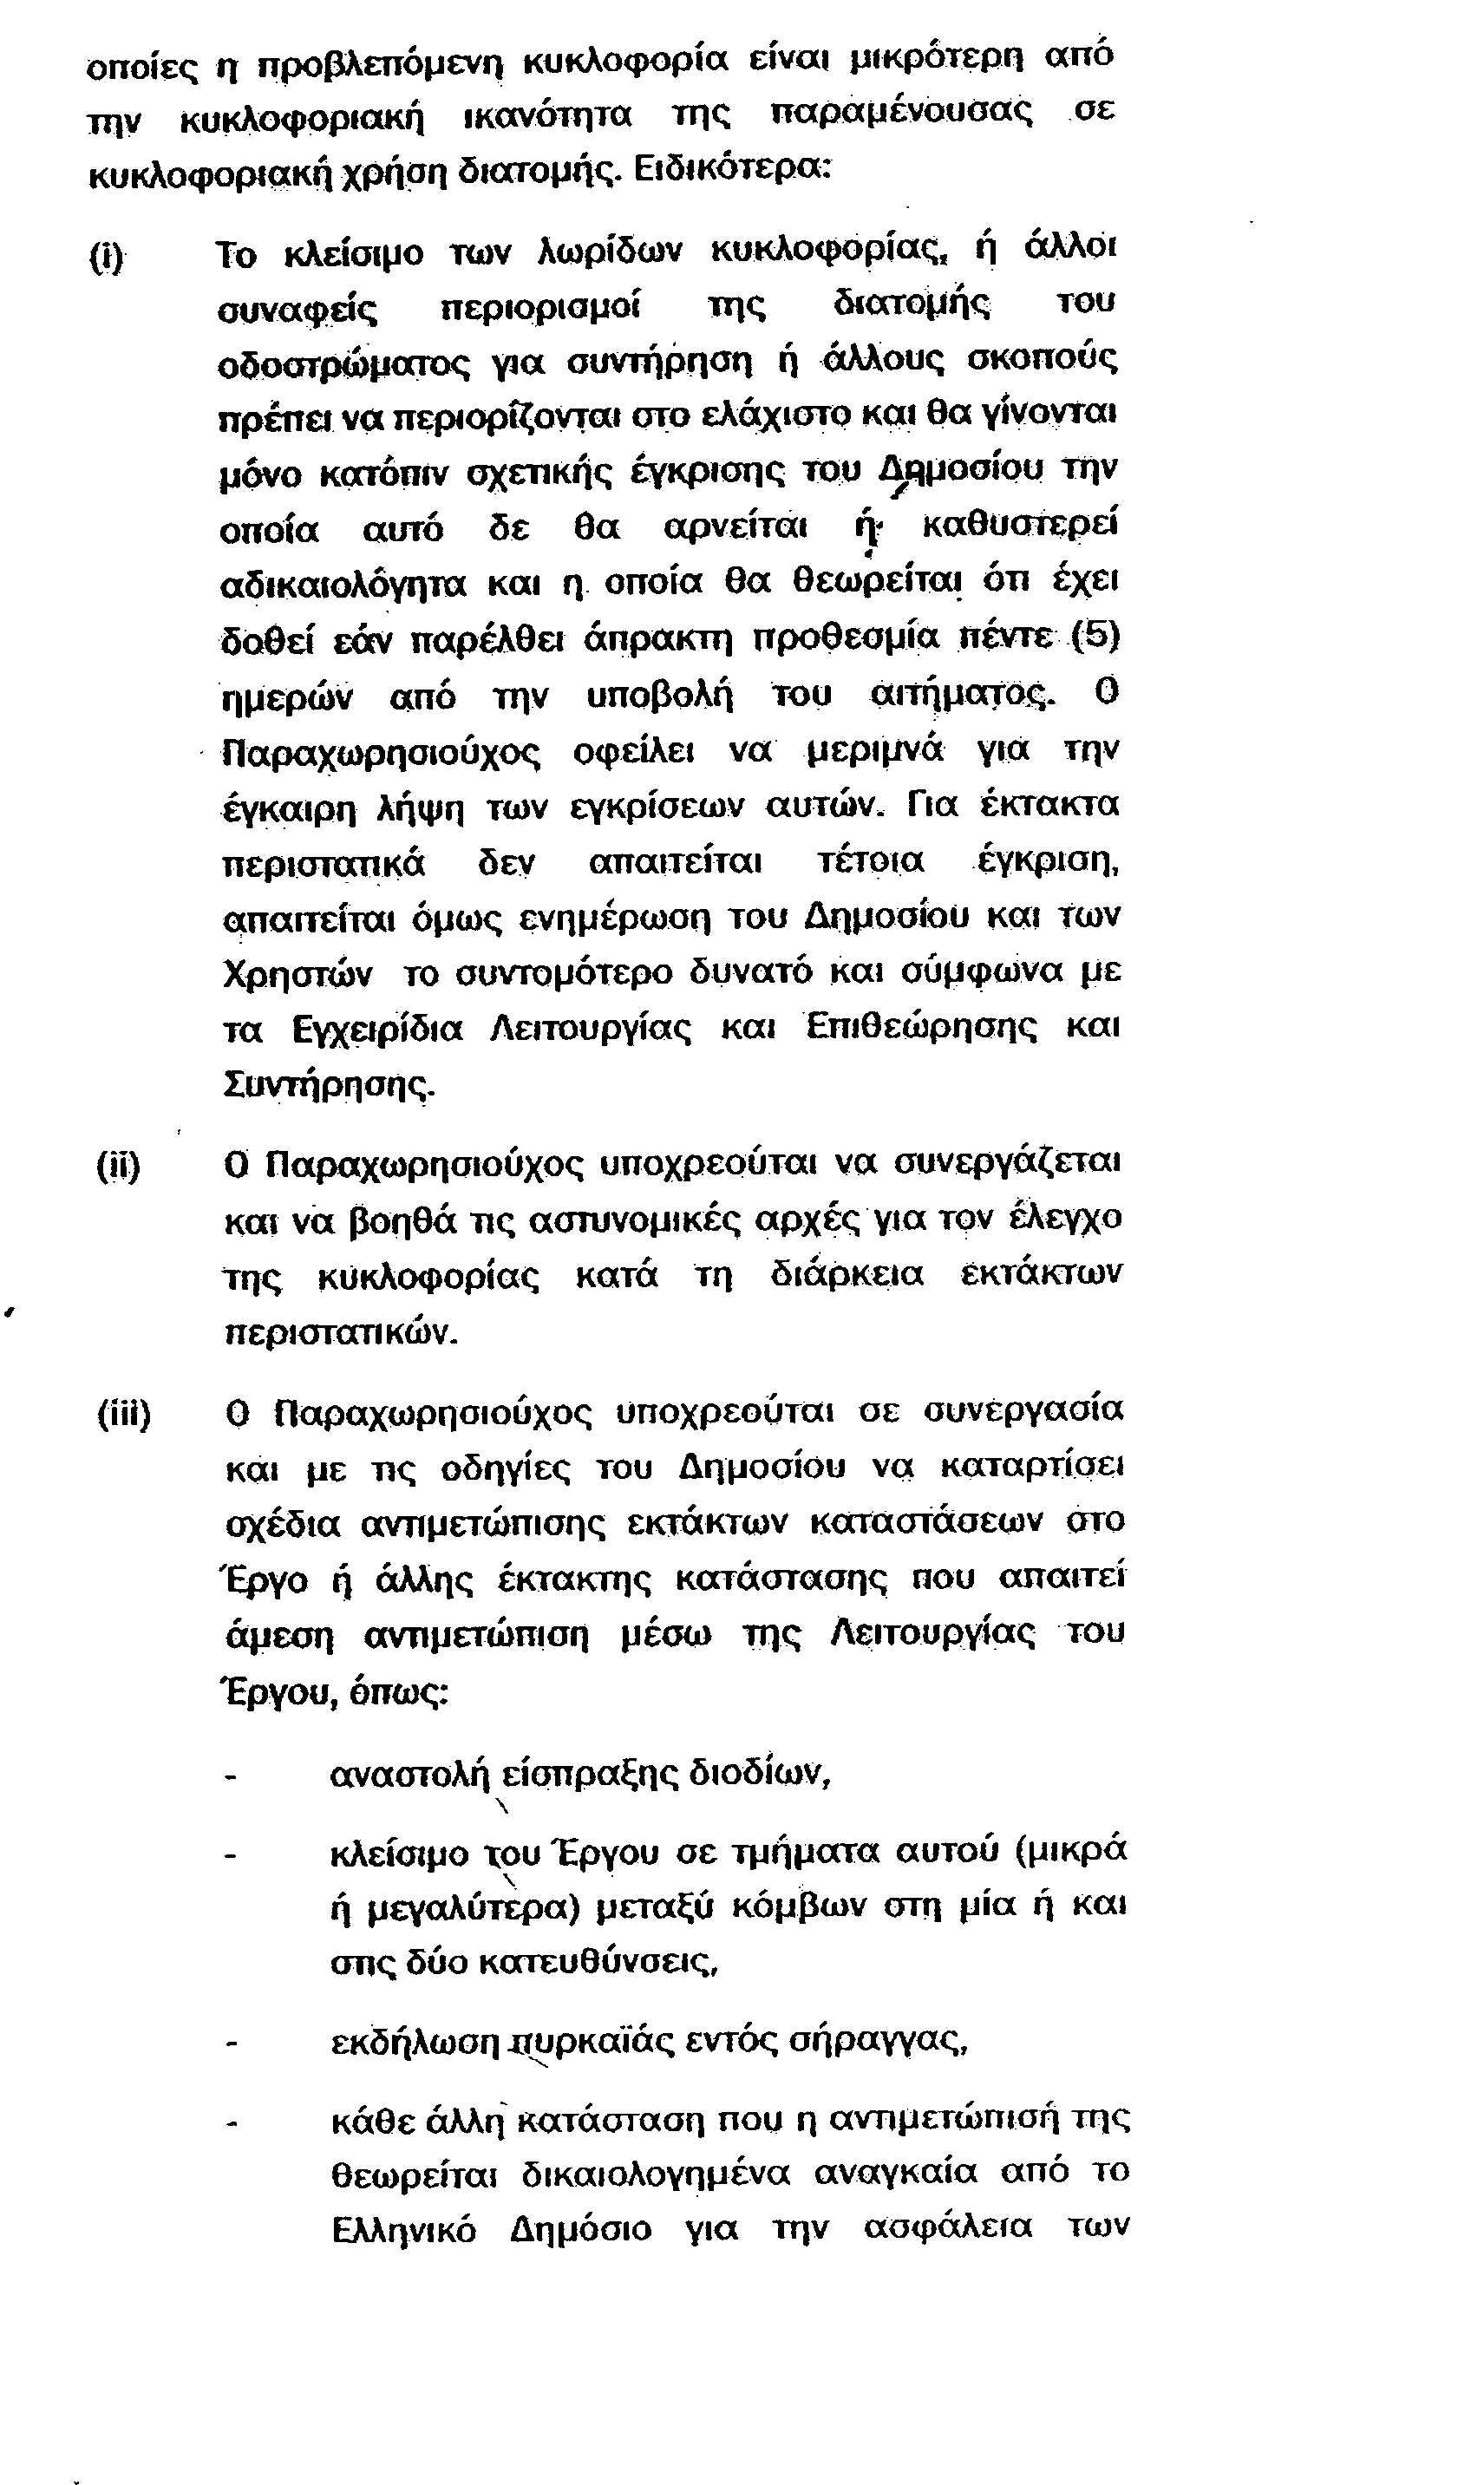 οποίες η προβλεπόμενη κυκλοφορία είναι μικρότερη από
την κυκλοφοριακή ικανότητα της παραμένουσας σε
κυκλοφοριακή χρήση διατομής. Ειδικότερα:
(i) Το κλείσιμο των λωρίδων κυκλοφορίας, ή άλλοι
συναφείς περιορισμοί της διατομής του
οδοστρώματος για συντήρηση ή άλλους σκοπούς
πρέπει να περιορίζονται στο ελάχιστο και θα γίνονται
μόνο κατόπιν σχετικής έγκρισης του Δημοσίου την
οποία αυτό δε θα αρνείται ή καθυστερεί
αδικαιολόγητα και η οποία θα θεωρείται ότι έχει
δοθεί εάν παρέλθει άπρακτη προθεσμία πέντε (5)
ημερών από την υποβολή του αιτήματος. Ο
Παραχωρησιούχος οφείλει να μεριμνά για την
έγκαιρη λήψη των εγκρίσεων αυτών. Για έκτακτα
περιστατικά δεν απαιτείται τέτοια έγκριση,
απαιτείται όμως ενημέρωση του Δημοσίου και των
Χρηστών το συντομότερο δυνατό και σύμφωνα με
τα Εγχειρίδια Λειτουργίας και Επιθεώρησης και
Συντήρησης.
(ii) Ο Παραχωρησιούχος υποχρεούται να συνεργάζεται
και να βοηθά τις αστυνομικές αρχές για τον έλεγχο
της κυκλοφορίας κατά τη διάρκεια εκτάκτων
περιστατικών.
(iii) Ο Παραχωρησιούχος υποχρεούται σε συνεργασία
και με τις οδηγίες του Δημοσίου να καταρτίσει
σχέδια αντιμετώπισης εκτάκτων καταστάσεων στο
Έργο ή άλλης έκτακτης κατάστασης που απαιτεί
άμεση αντιμετώπιση μέσω της Λειτουργίας του
Έργου, όπως:
- αναστολή είσπραξης διοδίων,
- κλείσιμο του Έργου σε τμήματα αυτού (μικρά
ή μεγαλύτερα) μεταξύ κόμβων στη μία ή και
στις δύο κατευθύνσεις,
- εκδήλωση πυρκαϊάς εντός σήραγγας,
- κάθε άλλη κατάσταση που η αντιμετώπισή της
θεωρείται δικαιολογημένα αναγκαία από το
Ελληνικό Δημόσιο για την ασφάλεια των